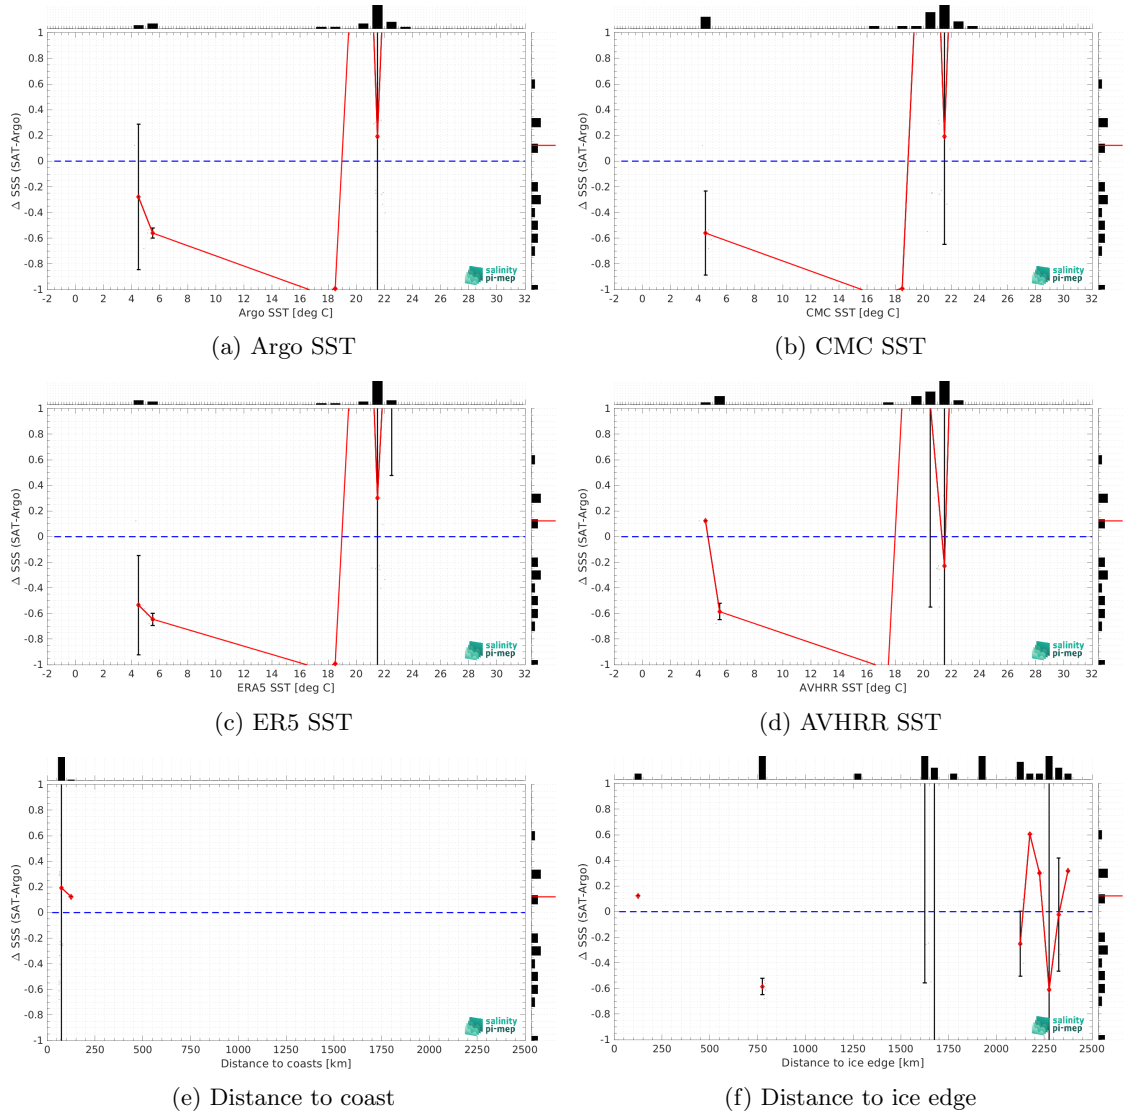 1
0.8
0.6
0.4
0.2
0
-0.2
-0.4
-0.6
-0.8
-1
Δ SSS (SAT-Argo)
salinity
pi-mep
-2 0 2 4 6 8 10 12 14 16 18 20 22 24 26 28 30 32
Argo SST [deg C]
(a) Argo SST
1
0.8
0.6
0.4
0.2
0
-0.2
-0.4
-0.6
-0.8
-1
Δ SSS (SAT-Argo)
salinity
pi-mep
-2 0 2 4 6 8 10 12 14 16 18 20 22 24 26 28 30 32
CMC SST [deg C]
(b) CMC SST
1
0.8
0.6
0.4
0.2
0
-0.2
-0.4
-0.6
-0.8
-1
Δ SSS (SAT-Argo)
salinity
pi-mep
-2 0 2 4 6 8 10 12 14 16 18 20 22 24 26 28 30 32
ERA5 SST [deg C]
(c) ER5 SST
1
0.8
0.6
0.4
0.2
0
-0.2
-0.4
-0.6
-0.8
-1
Δ SSS (SAT-Argo)
salinity
pi-mep
-2 0 2 4 6 8 10 12 14 16 18 20 22 24 26 28 30 32
AVHRR SST [deg C]
(d) AVHRR SST
1
0.8
0.6
0.4
0.2
0
-0.2
-0.4
-0.6
-0.8
-1
Δ SSS (SAT-Argo)
salinity
pi-mep
0 250 500 750 1000 1250 1500 1750 2000 2250 2500
Distance to coasts [km]
(e) Distance to coast
1
0.8
0.6
0.4
0.2
0
-0.2
-0.4
-0.6
-0.8
-1
Δ SSS (SAT-Argo)
salinity
pi-mep
0 250 500 750 1000 1250 1500 1750 2000 2250 2500
Distance to ice edge [km]
(f) Distance to ice edge